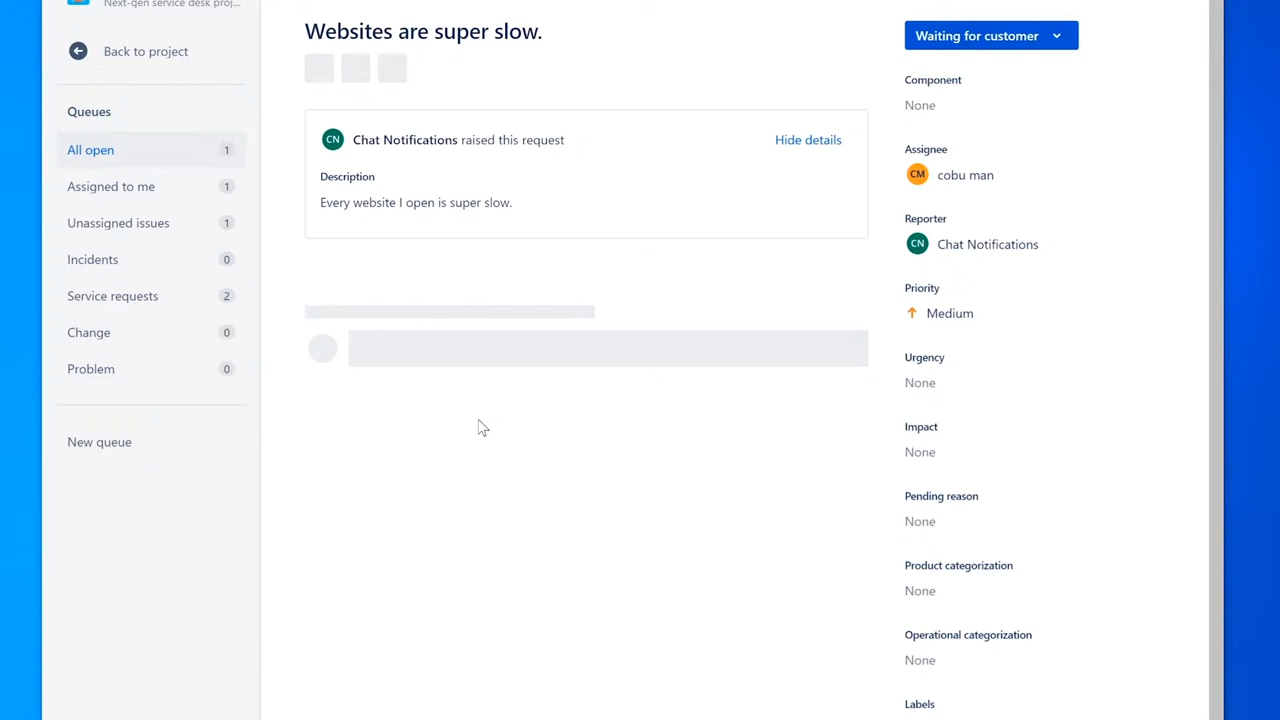 Next-gen service desk proj...
Back to project
Queues
All open 1
Assigned to me 1
Unassigned issues 1
Incidents 0
Service requests 2
Change 0
Problem 0
New queue
Websites are super slow.
CN Chat Notifications raised this request Hide details
Description
Every website I open is super slow.
Waiting for customer
Component
None
Assignee
CM cobu man
Reporter
CN Chat Notifications
Priority
Medium
Urgency
None
Impact
None
Pending reason
None
Product categorization
None
Operational categorization
None
Labels